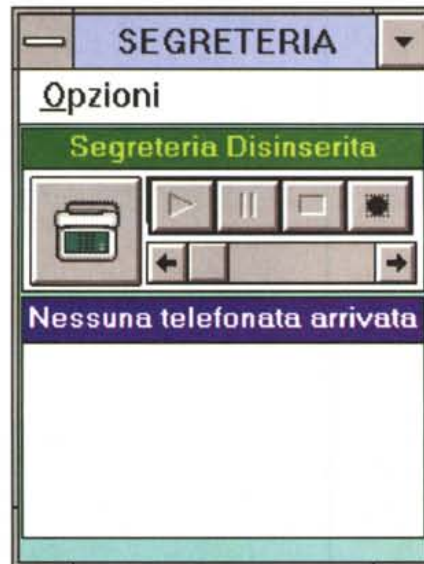 SEGRETERIA
Opzioni
Segreteria Disinserita
Nessuna telefonata arrivata